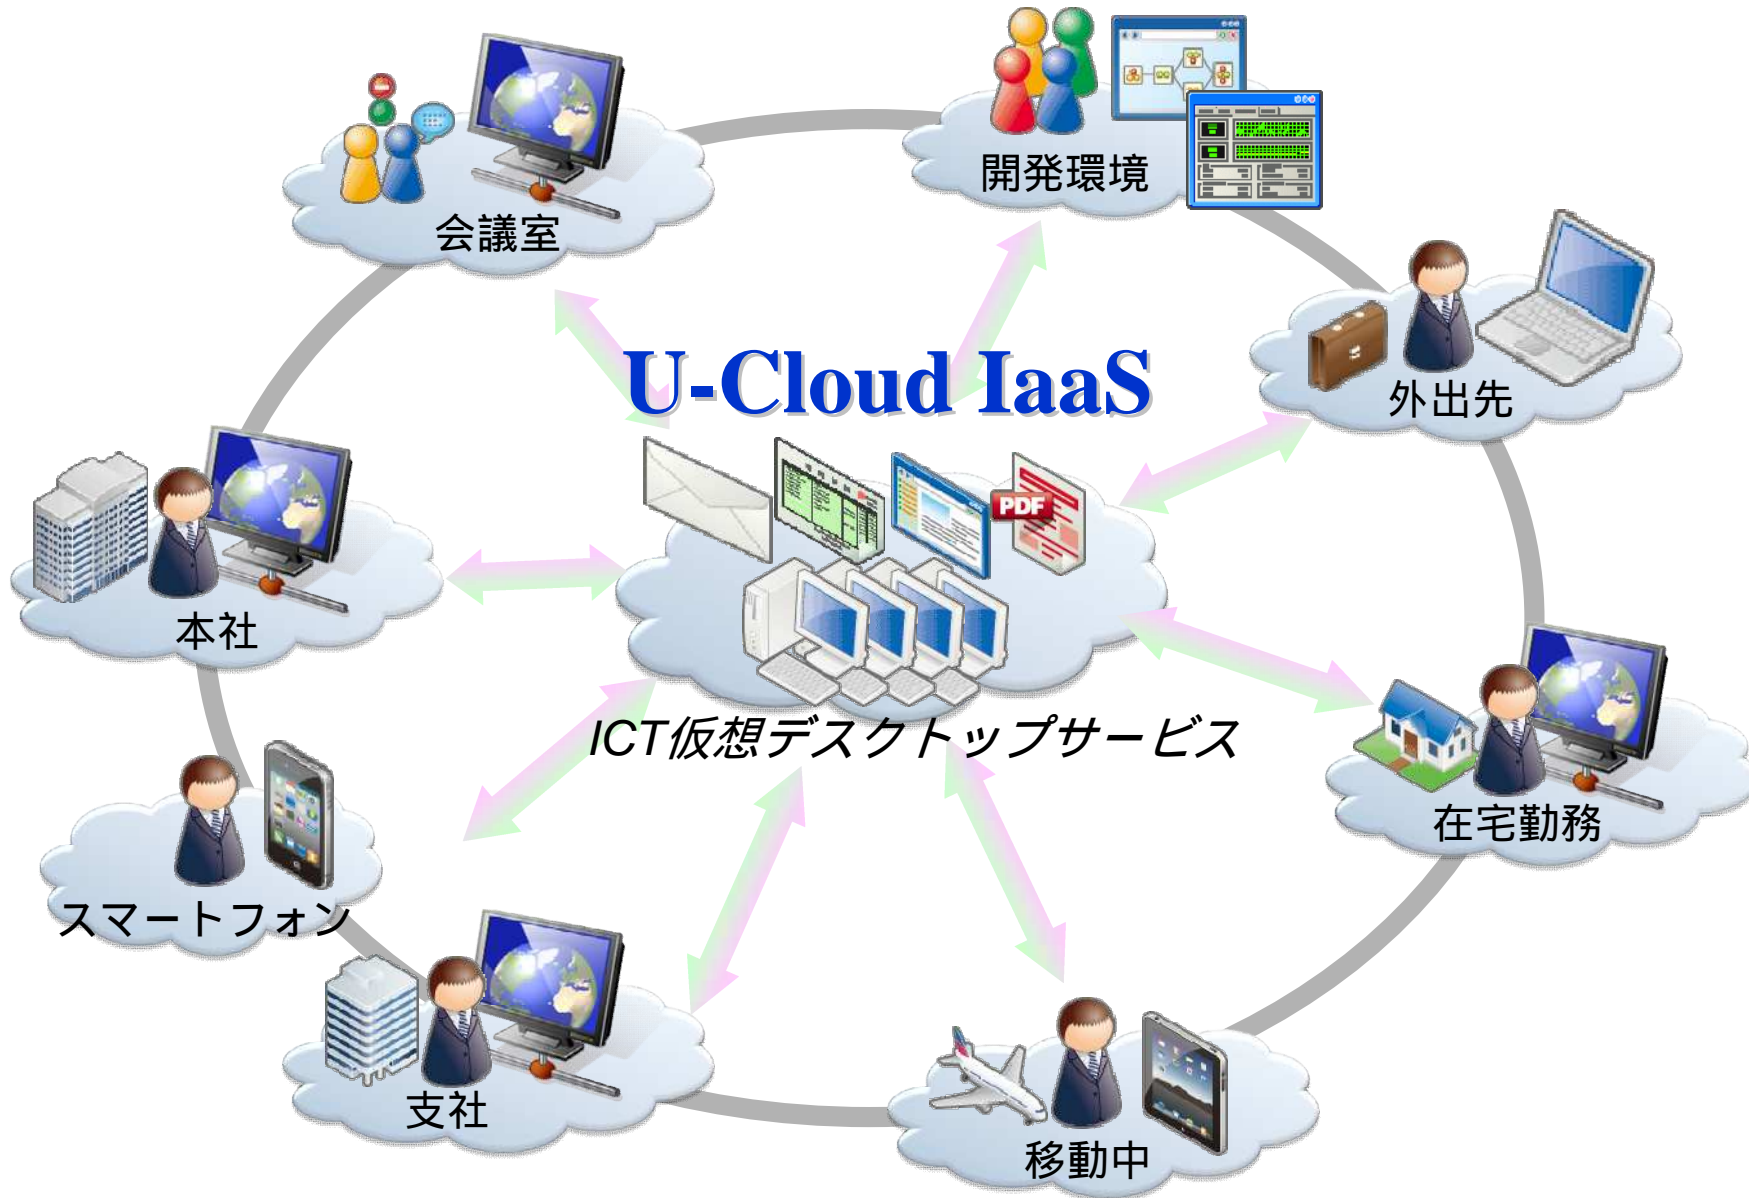 会議室
開発環境
U-Cloud IaaS
外出先
PDF
本社
ICT仮想デスクトップサービス
在宅勤務
スマートフォン
支社
移動中